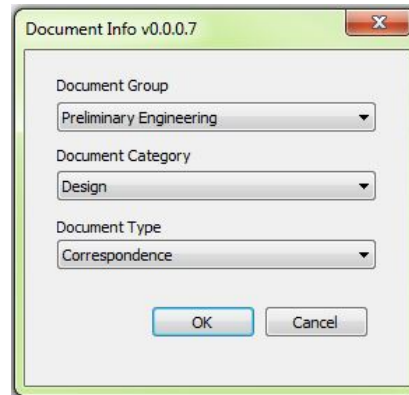 Document Info v0.0.0.7
X
Document Group
Preliminary Engineering
Document Category
Design
Document Type
Correspondence
OK Cancel